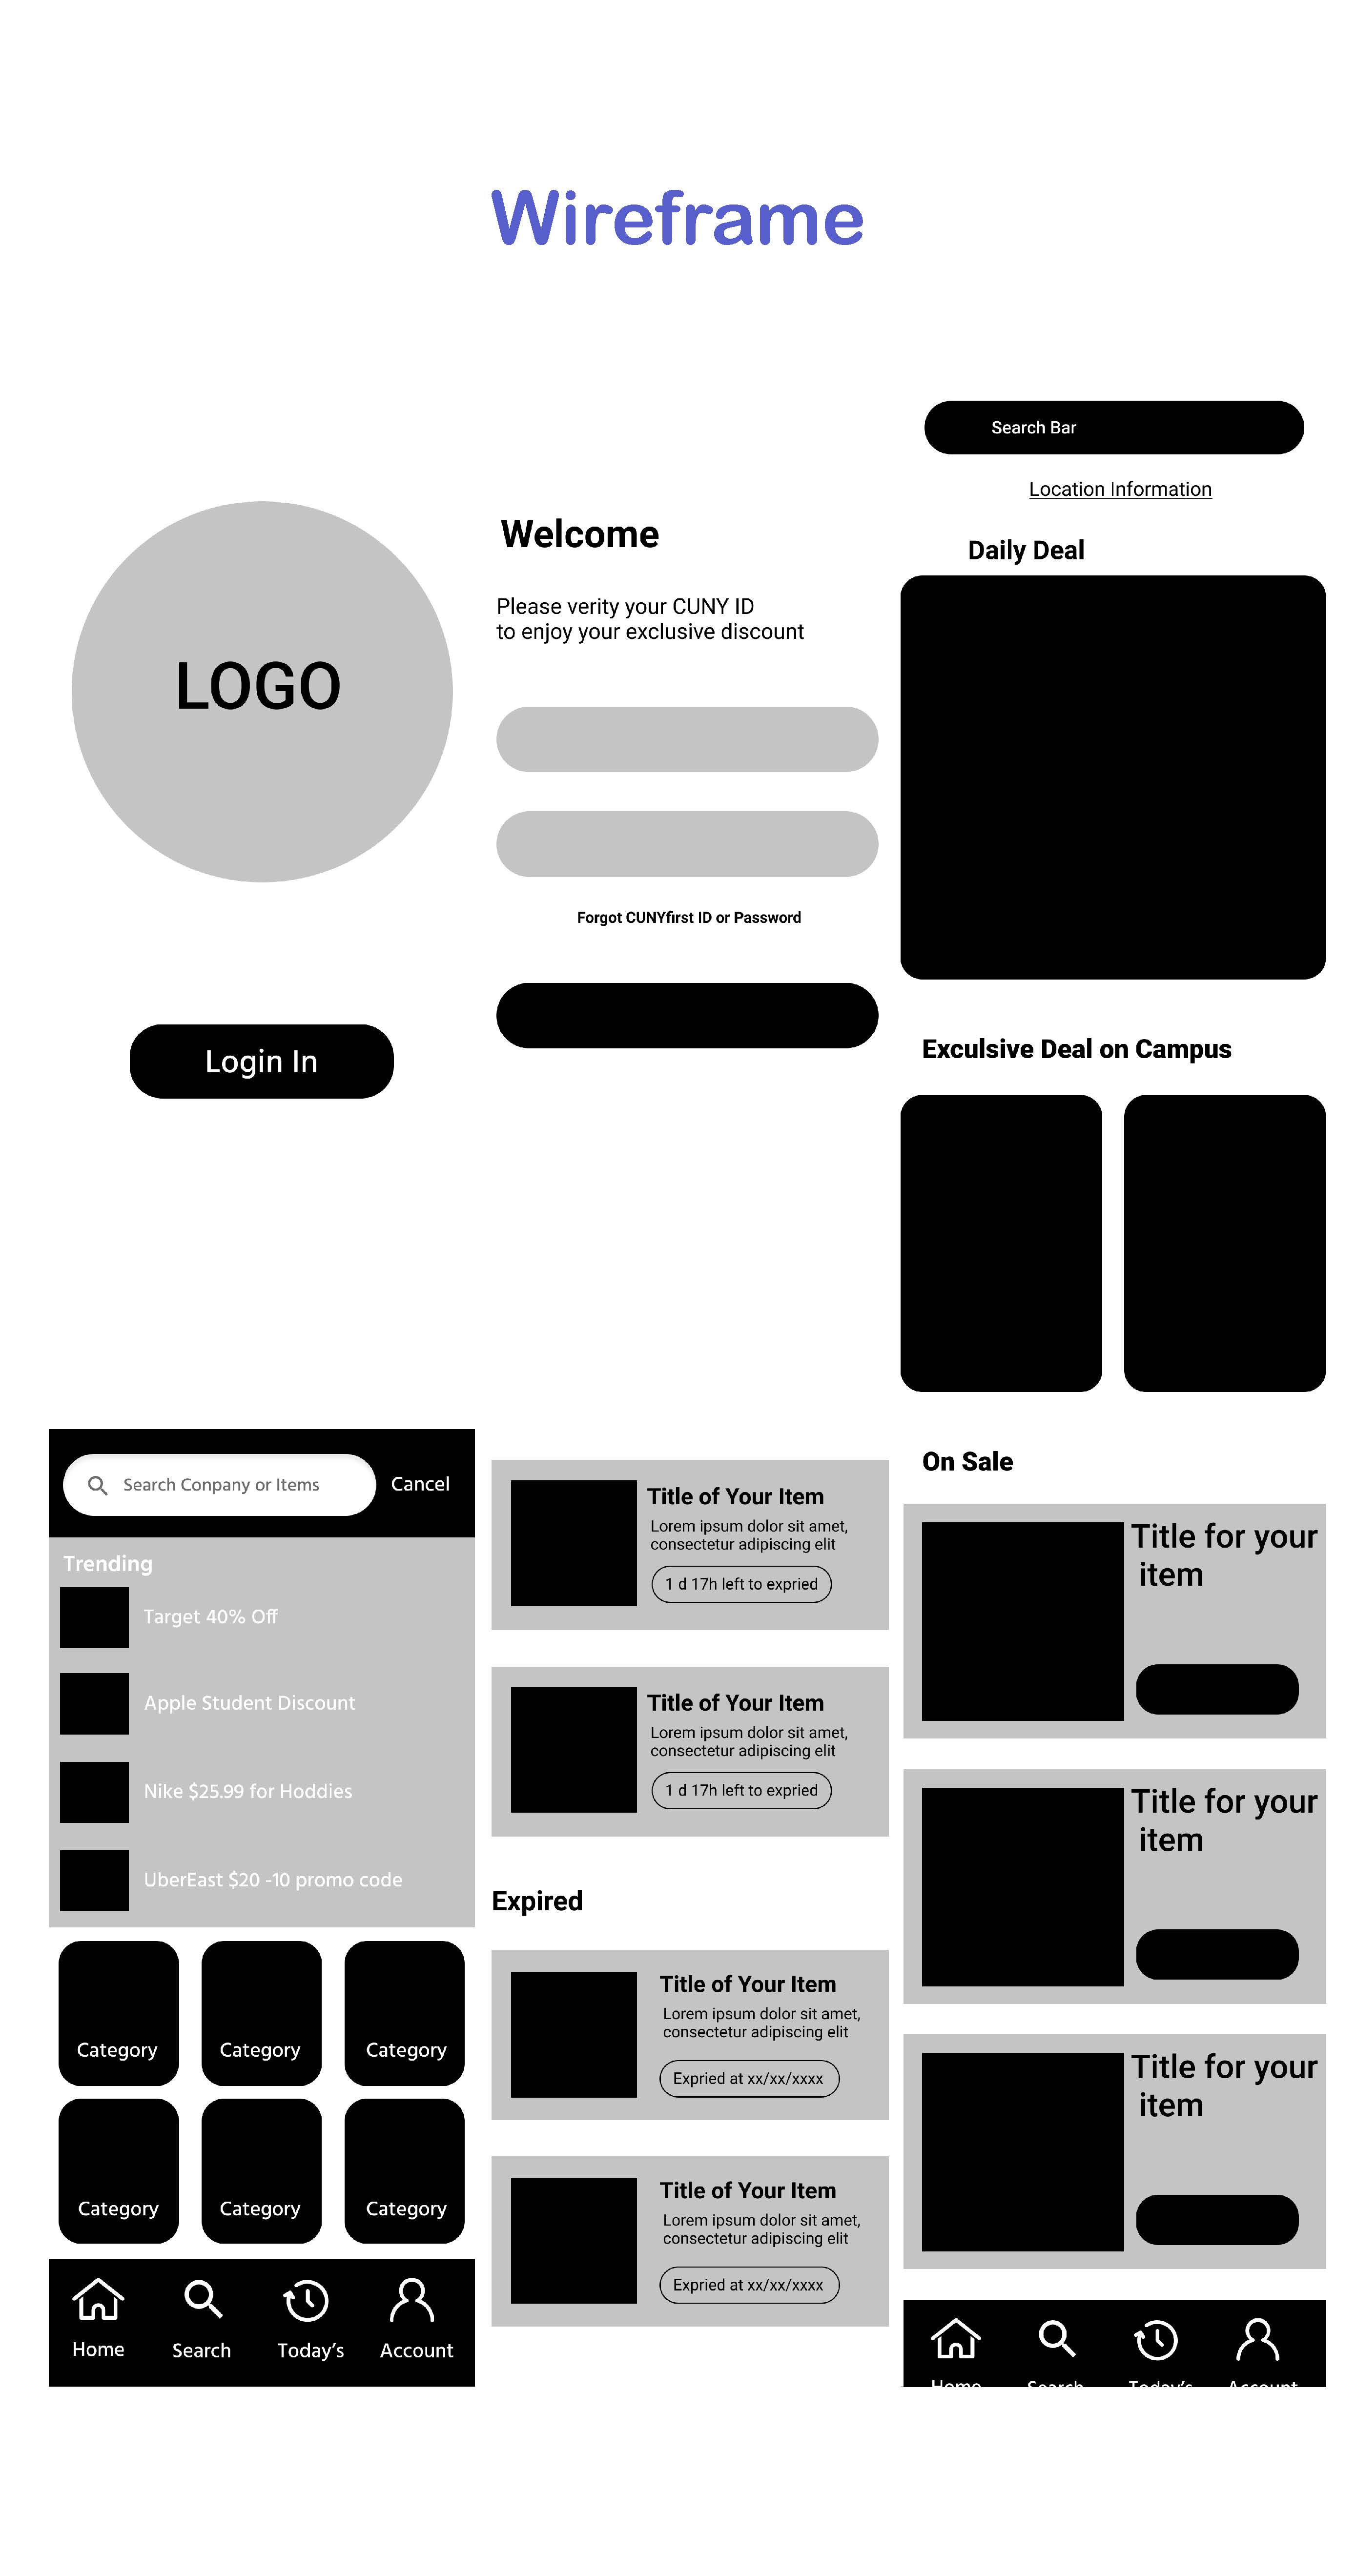 Wireframe
LOGO
Login In
Welcome
Please verity your CUNY ID
to enjoy your exclusive discount
Forgot CUNYfirst ID or Password
Search Bar
Location Information
Daily Deal
Exculsive Deal on Campus
On Sale
Title for your
item
Title for your
item
Title for your
item
Home Search Today's Account
Search Conpany or Items
Cancel
Trending
Target 40% Off
Apple Student Discount
Nike $25.99 for Hoddies
UberEast $20 -10 promo code
Category Category Category
Category Category Category
Home Search Today’s Account
Title of Your Item
Lorem ipsum dolor sit amet,
consectetur adipiscing elit
1 d 17h left to expried
Title of Your Item
Lorem ipsum dolor sit amet,
consectetur adipiscing elit
1 d 17h left to expried
Expired
Title of Your Item
Lorem ipsum dolor sit amet,
consectetur adipiscing elit
Expried at xx/xx/xxxx
Title of Your Item
Lorem ipsum dolor sit amet,
consectetur adipiscing elit
Expried at xx/xx/xxxx